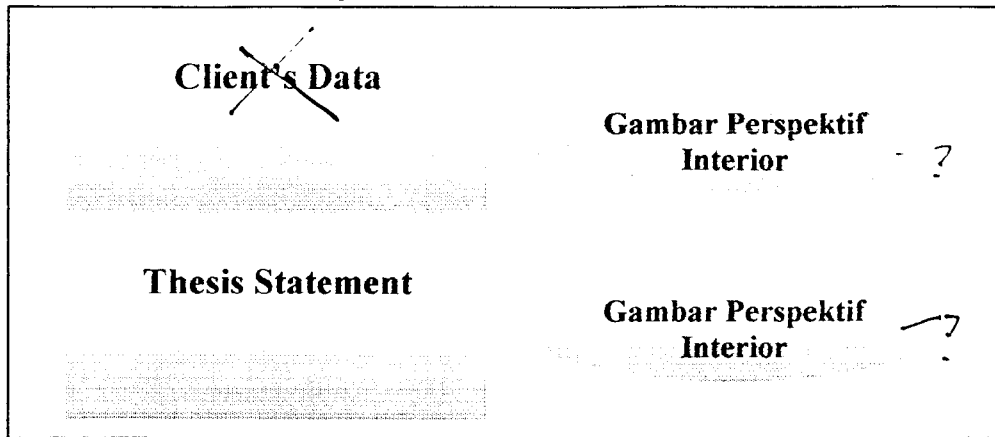 Client's Data
Thesis Statement
Gambar Perspektif
Interior
- ?
Gambar Perspektif
Interior
?